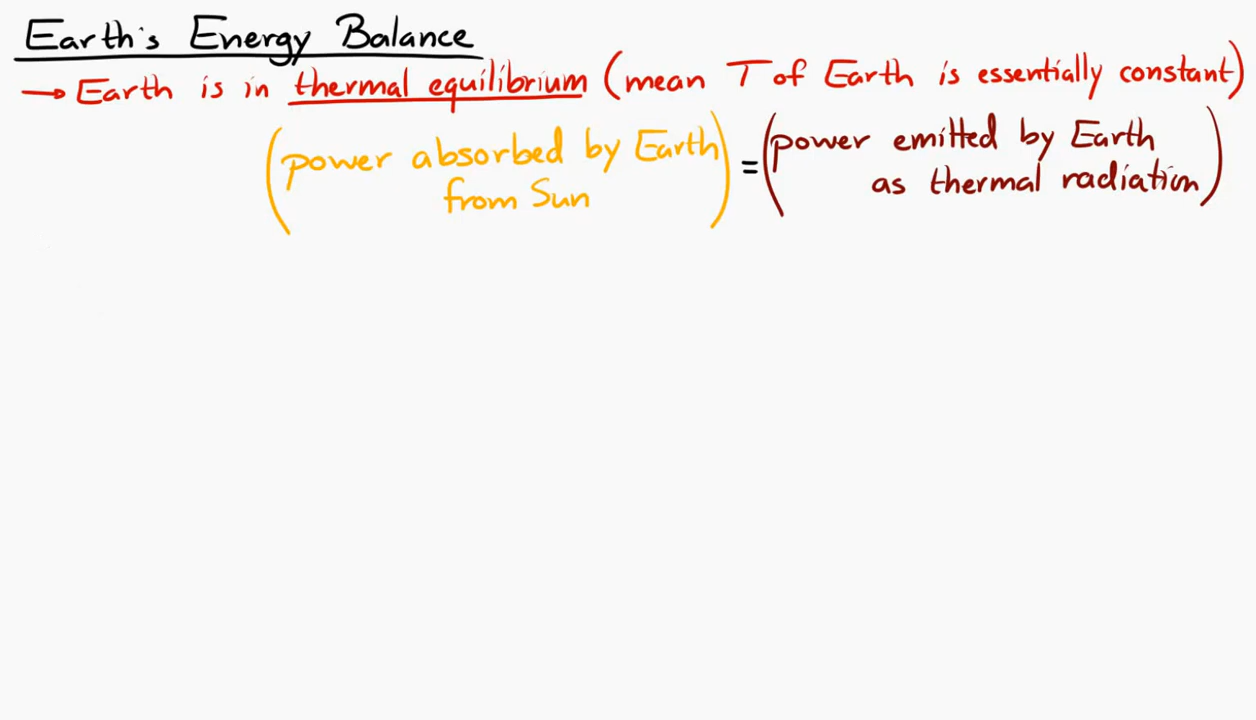 Earth's Energy Balance
→ Earth is in thermal equilibrium (mean T of Earth is essentially constant)
(power absorbed by Earth from Sun) = (power emitted by Earth as thermal radiation)